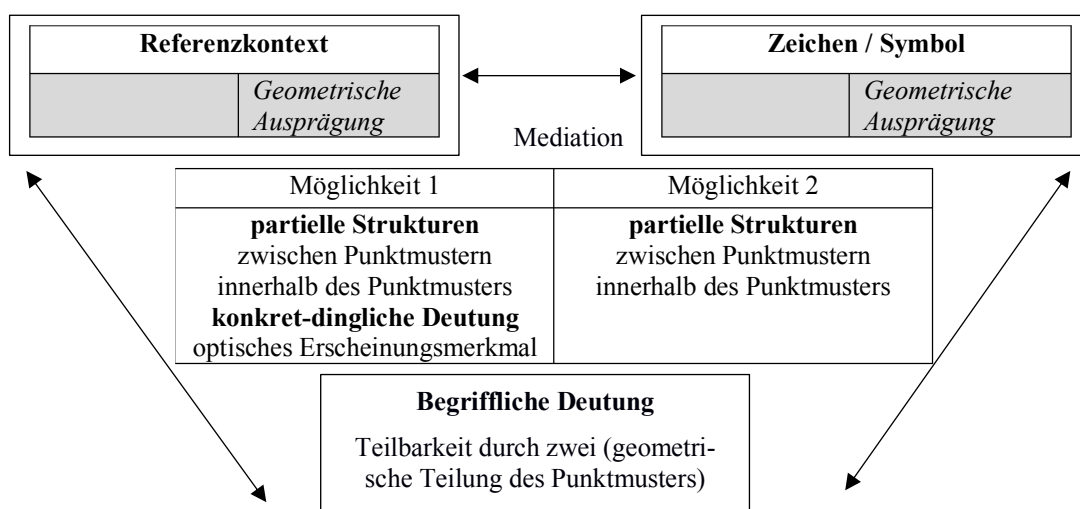 Referenzkontext
Geometrische
Ausprägung
Zeichen / Symbol
Geometrische
Ausprägung
Mediation
Möglichkeit 1
Möglichkeit 2
partielle Strukturen
zwischen Punktmustern
innerhalb des Punktmusters
konkret-dingliche Deutung
optisches Erscheinungsmerkmal
partielle Strukturen
zwischen Punktmustern
innerhalb des Punktmusters
Begriffliche Deutung
Teilbarkeit durch zwei (geometri-
sche Teilung des Punktmusters)